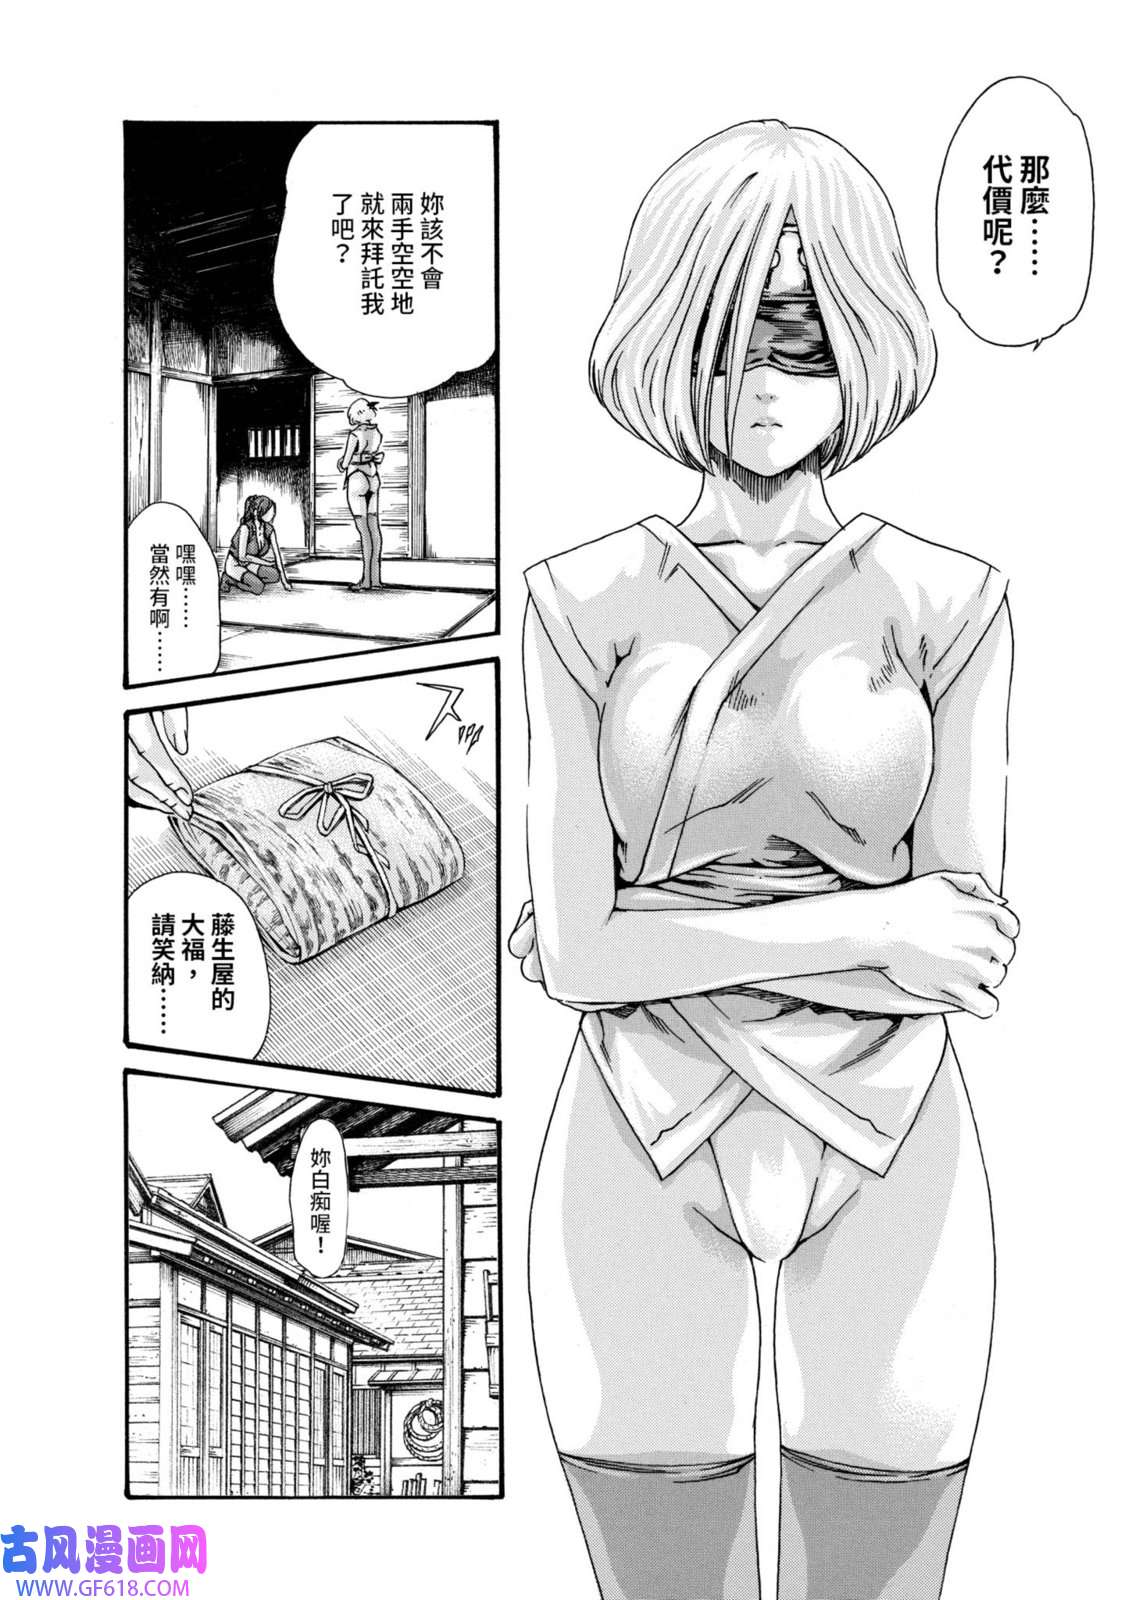 那麼……
代價呢？
妳該不會
兩手空空地
就來拜託我
了吧？
嘿嘿……
當然有啊……
藤生屋的
大福，
請笑納……
妳白痴喔！
古风漫画网
WWW.GF618.COM